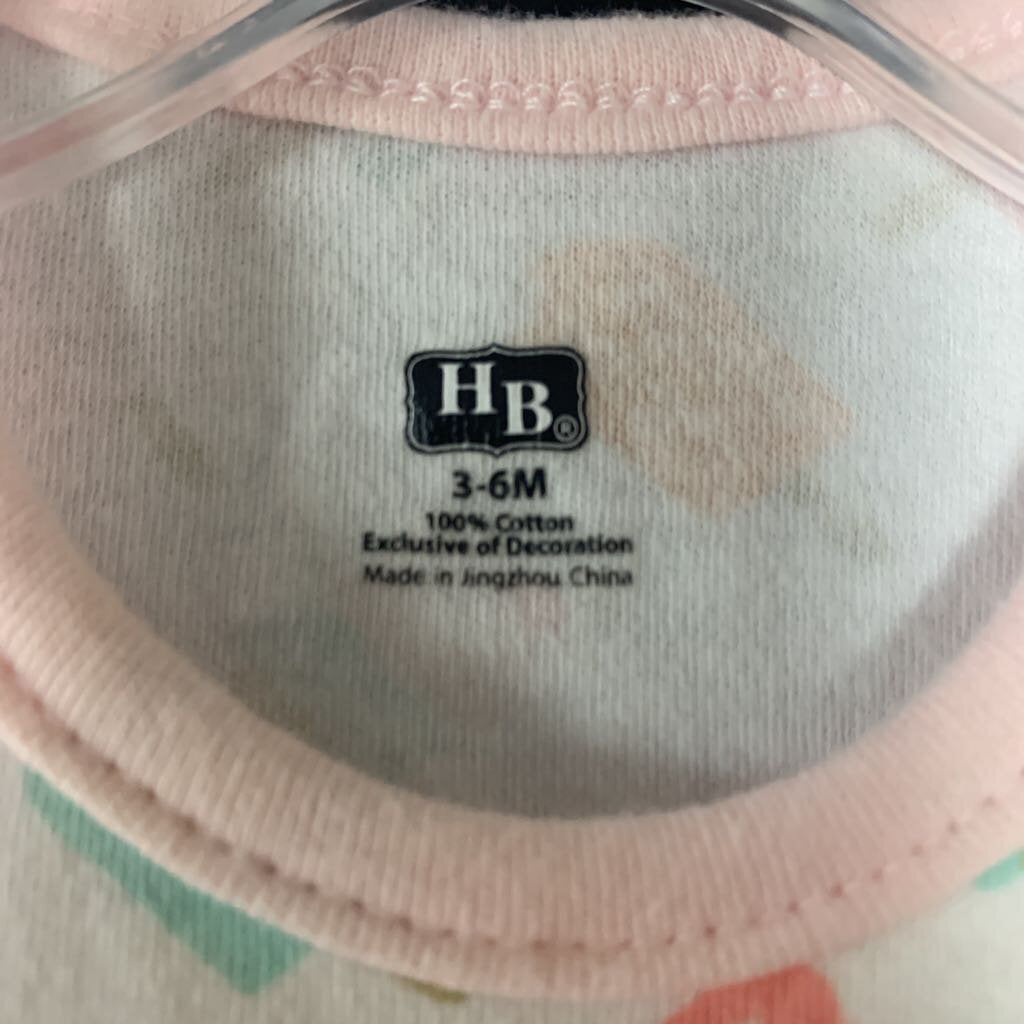 HB®
3-6M
100% Cotton
Exclusive of Decoration
Made in Jingzhou China